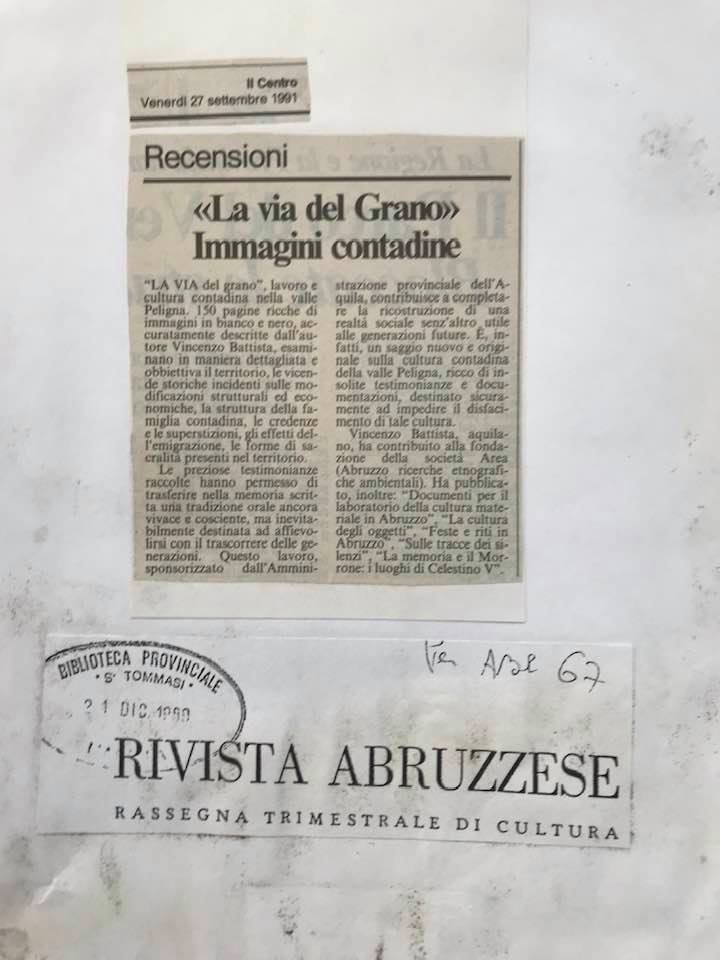 Il Centro
Venerdì 27 settembre 1991
Recensioni
«La via del Grano»
Immagini contadine
"LA VIA del grano", lavoro e
cultura contadina nella valle
Peligna. 150 pagine ricche di
immagini in bianco e nero, ac-
curatamente descritte dall'au-
tore Vincenzo Battista, esami-
nano in maniera dettagliata e
obbiettiva il territorio, le vicen-
de storiche incidenti sulle mo-
dificazioni strutturali ed eco-
nomiche, la struttura della fa-
miglia contadina, le credenze
e le superstizioni, gli effetti del-
l'emigrazione, le forme di sa-
cralità presenti nel territorio.
Le preziose testimonianze
raccolte hanno permesso di
trasferire nella memoria scrit-
ta una tradizione orale ancora
vivace e cosciente, ma inevita-
bilmente destinata ad affievo-
lirsi con il trascorrere delle ge-
nerazioni. Questo lavoro,
sponsorizzato dall'Ammini-
strazione provinciale dell'A-
quila, contribuisce a completa-
re la ricostruzione di una
realtà sociale senz'altro utile
alle generazioni future. È, in-
fatti, un saggio nuovo e origi-
nale sulla cultura contadina
della valle Peligna, ricco di in-
solite testimonianze e docu-
mentazioni, destinato sicura-
mente ad impedire il disfaci-
mento di tale cultura.
Vincenzo Battista, aquila-
no, ha contribuito alla fonda-
zione della società Area
(Abruzzo ricerche etnografi-
che ambientali). Ha pubblica-
to, inoltre: "Documenti per il
laboratorio della cultura mate-
riale in Abruzzo", "La cultura
degli oggetti", "Feste e riti in
Abruzzo", "Sulle tracce dei si-
lenzi", "La memoria e il Mor-
rone: i luoghi di Celestino V".
BIBLIOTECA PROVINCIALE
• S. TOMMASI •
21 DIC.
67
RIVISTA ABRUZZESE
RASSEGNA TRIMESTRALE DI CULTURA